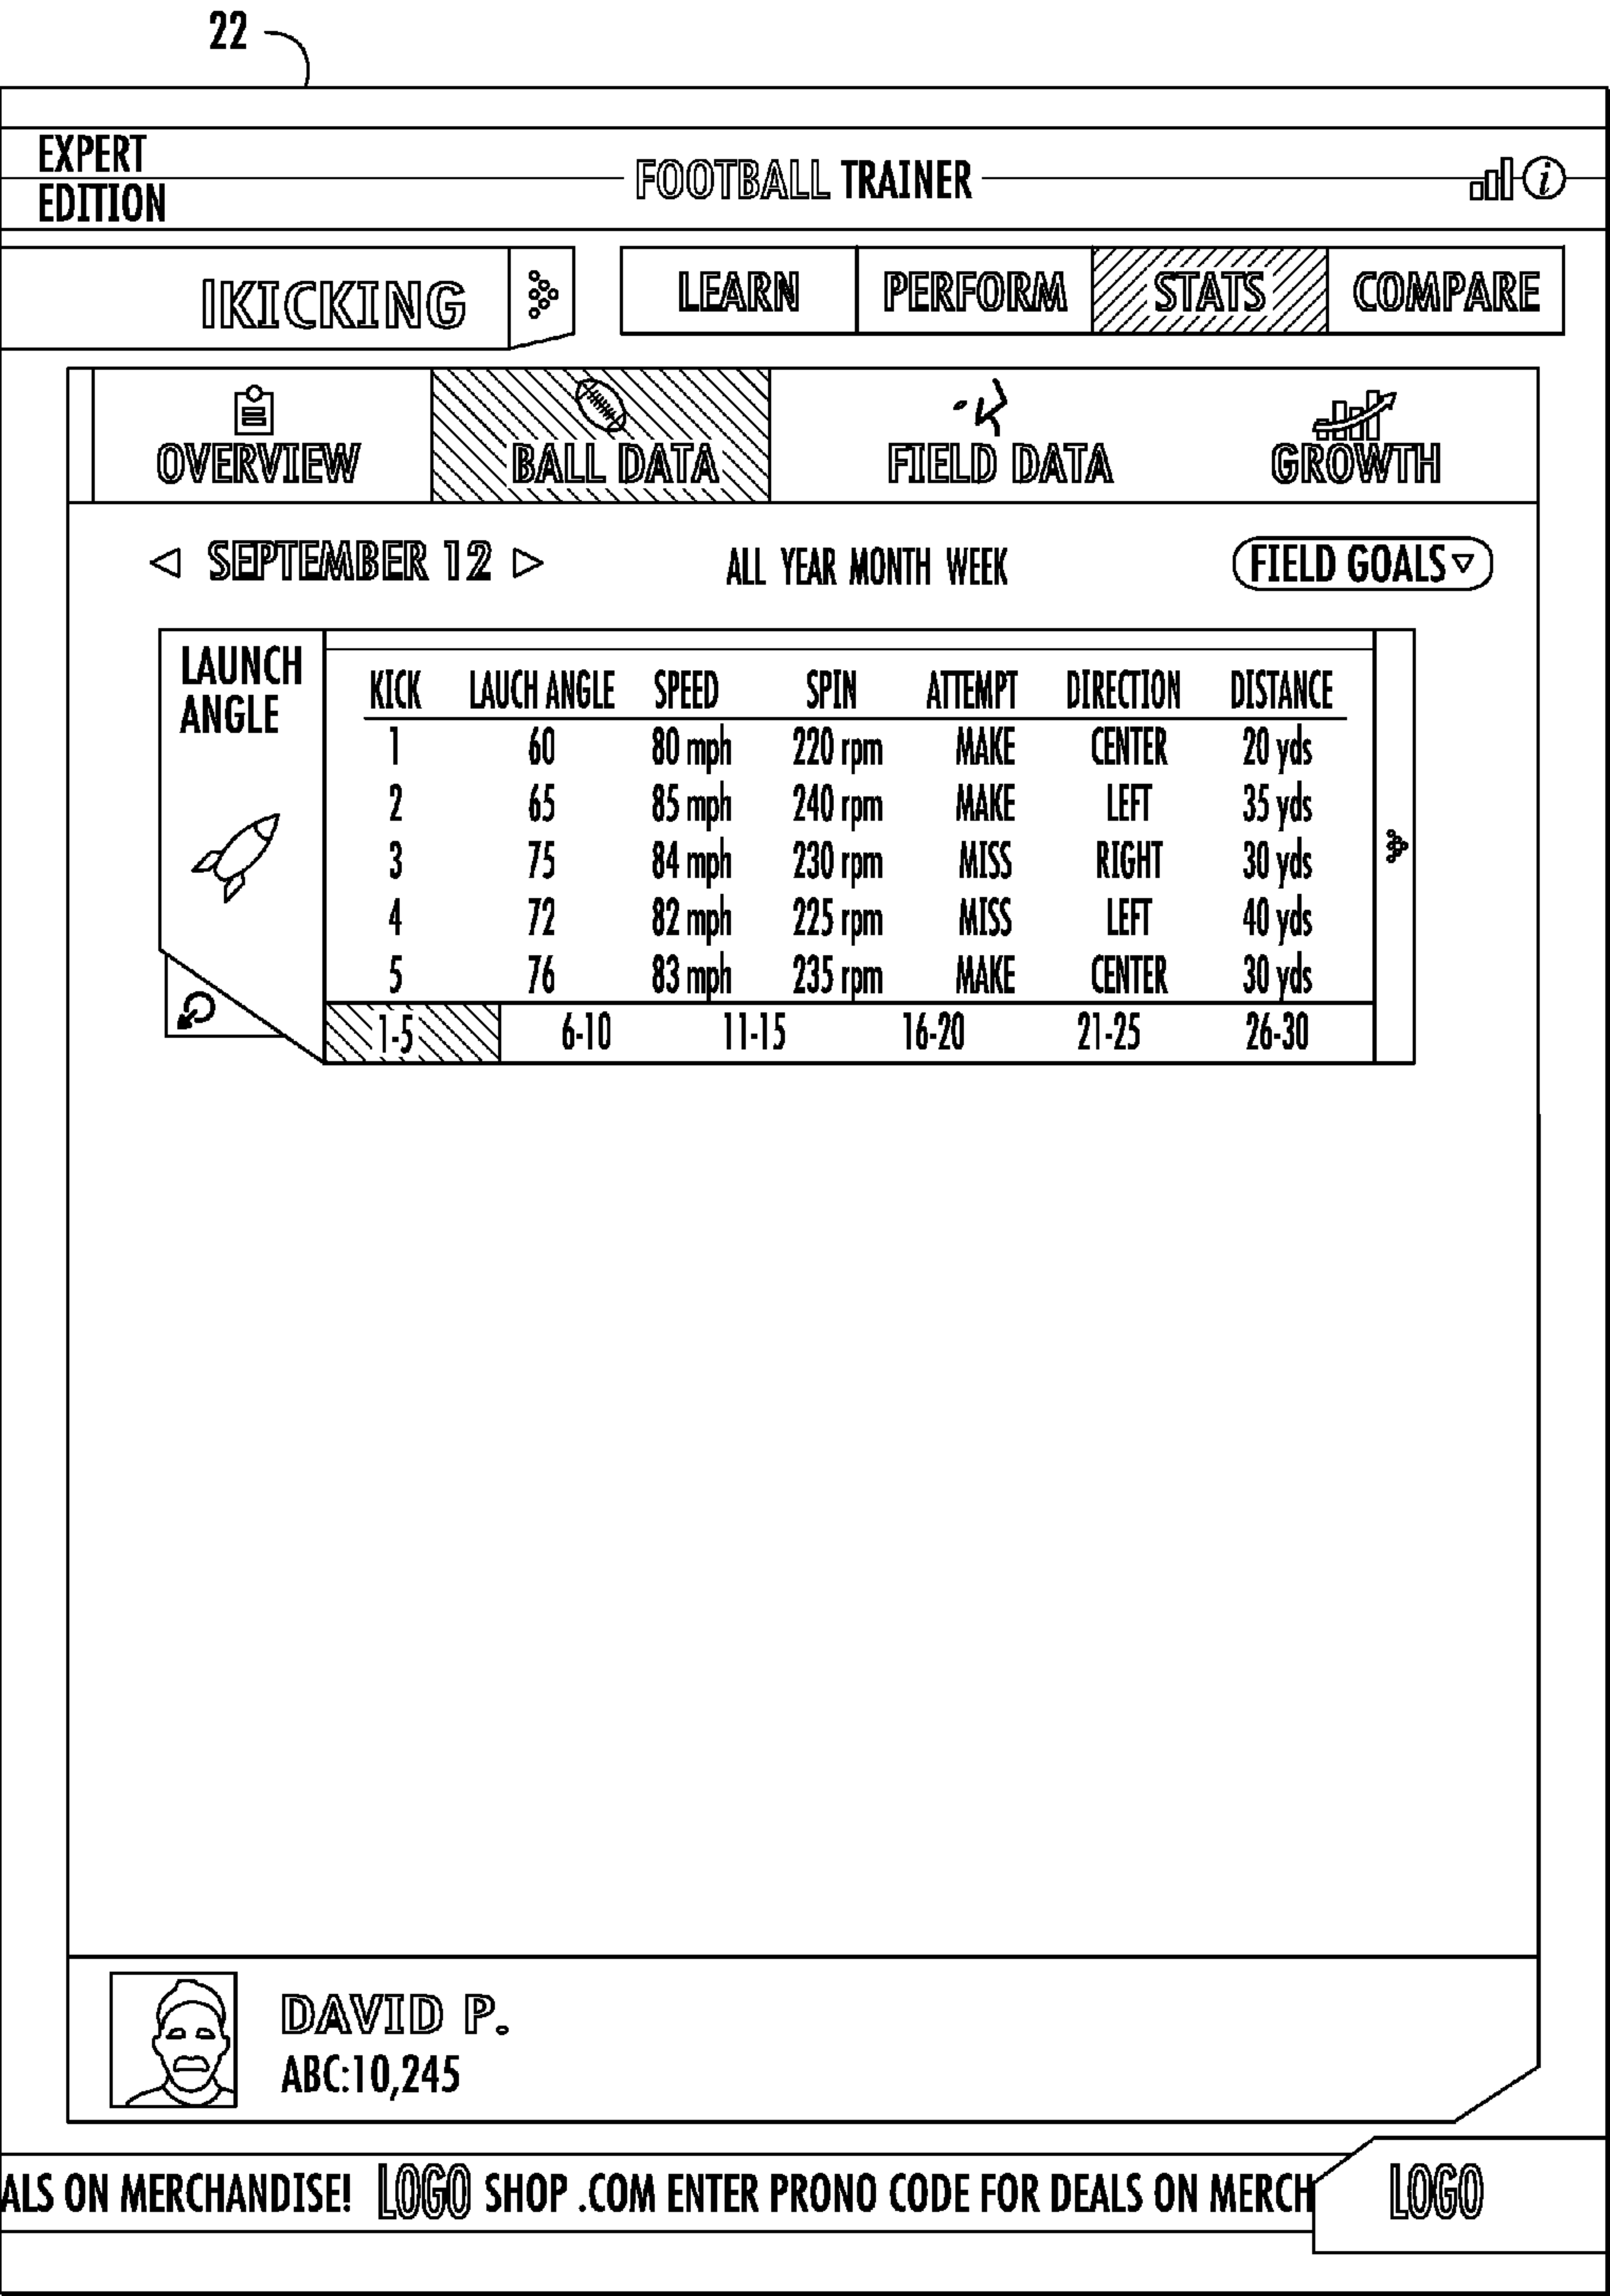 22
EXPERT
EDITION
FOOTBALL TRAINER
i
IKICKING
LEARN PERFORM STATS COMPARE
OVERVIEW BALL DATA FIELD DATA GROWTH
SEPTEMBER 12 ALL YEAR MONTH WEEK FIELD GOALS
LAUNCH
ANGLE
KICK LAUCH ANGLE SPEED SPIN ATTEMPT DIRECTION DISTANCE
1 60 80 mph 220 rpm MAKE CENTER 20 yds
2 65 85 mph 240 rpm MAKE LEFT 35 yds
3 75 84 mph 230 rpm MISS RIGHT 30 yds
4 72 82 mph 225 rpm MISS LEFT 40 yds
5 76 83 mph 235 rpm MAKE CENTER 30 yds
1-5 6-10 11-15 16-20 21-25 26-30
DAVID P.
ABC:10,245
ALS ON MERCHANDISE! LOGO SHOP .COM ENTER PRONO CODE FOR DEALS ON MERCH LOGO